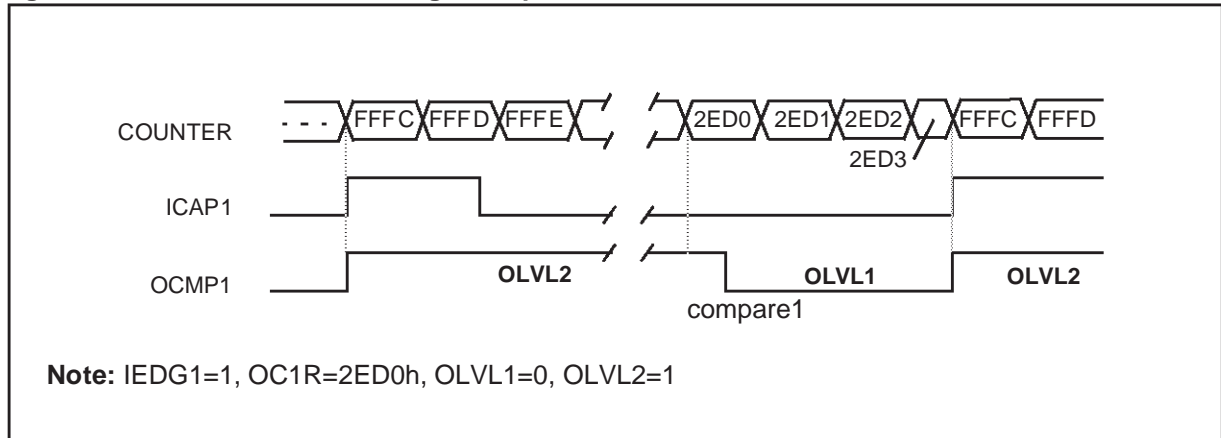 COUNTER - - - FFFC FFFD FFFE 2ED0 2ED1 2ED2 FFFC FFFD
2ED3
ICAP1
OCMP1 OLVL2 OLVL1 OLVL2
compare1
Note: IEDG1=1, OC1R=2ED0h, OLVL1=0, OLVL2=1